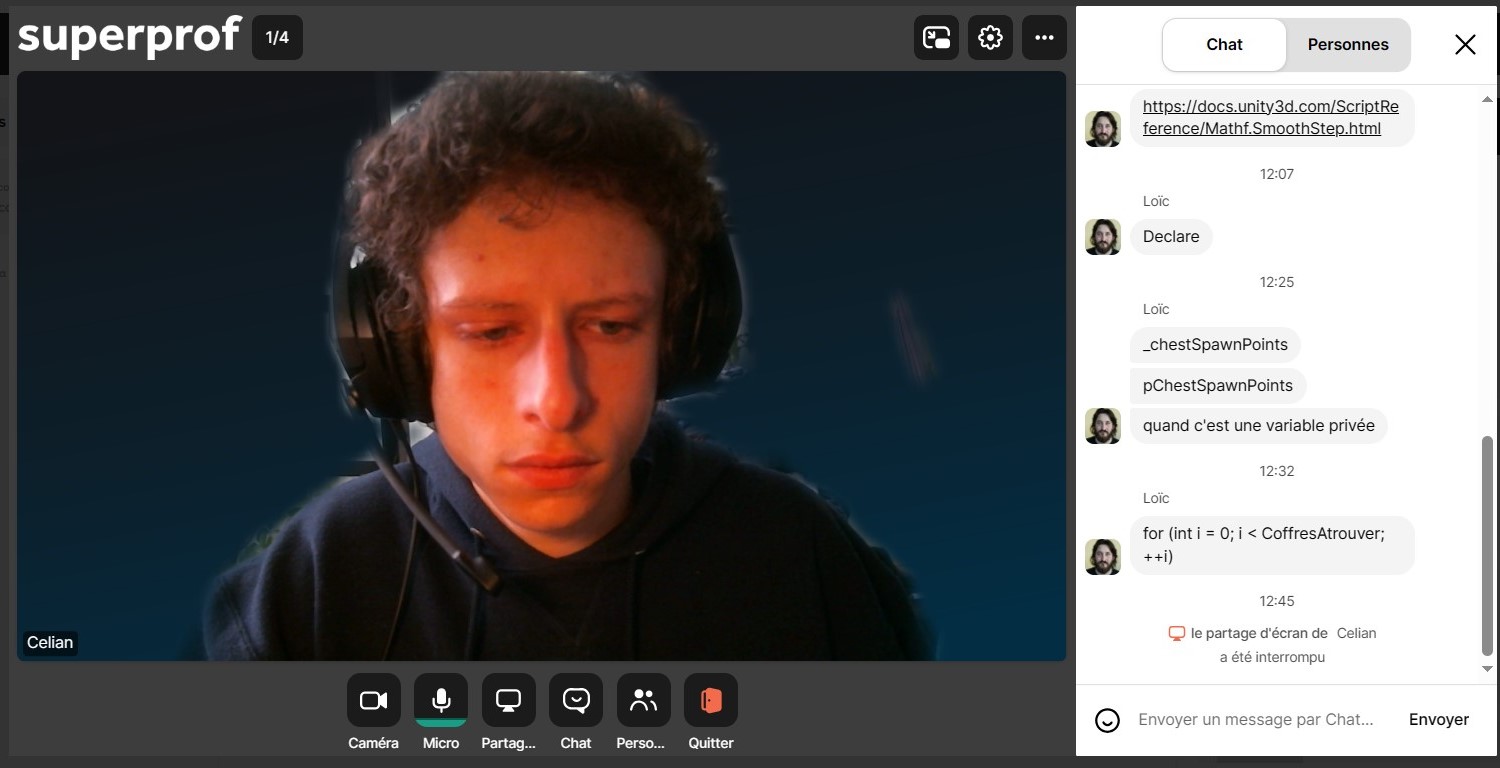 superprof
1/4
Chat
Personnes
https://docs.unity3d.com/ScriptRe
ference/Mathf.SmoothStep.html
12:07
Loïc
Declare
12:25
Loïc
_chestSpawnPoints
pChestSpawnPoints
quand c'est une variable privée
12:32
Loïc
for (int i = 0; i < CoffresAtrouver;
++i)
12:45
le partage d'écran de Celian
a été interrompu
Celian
Caméra
Micro
Partag...
Chat
Perso...
Quitter
Envoyer un message par Chat...
Envoyer